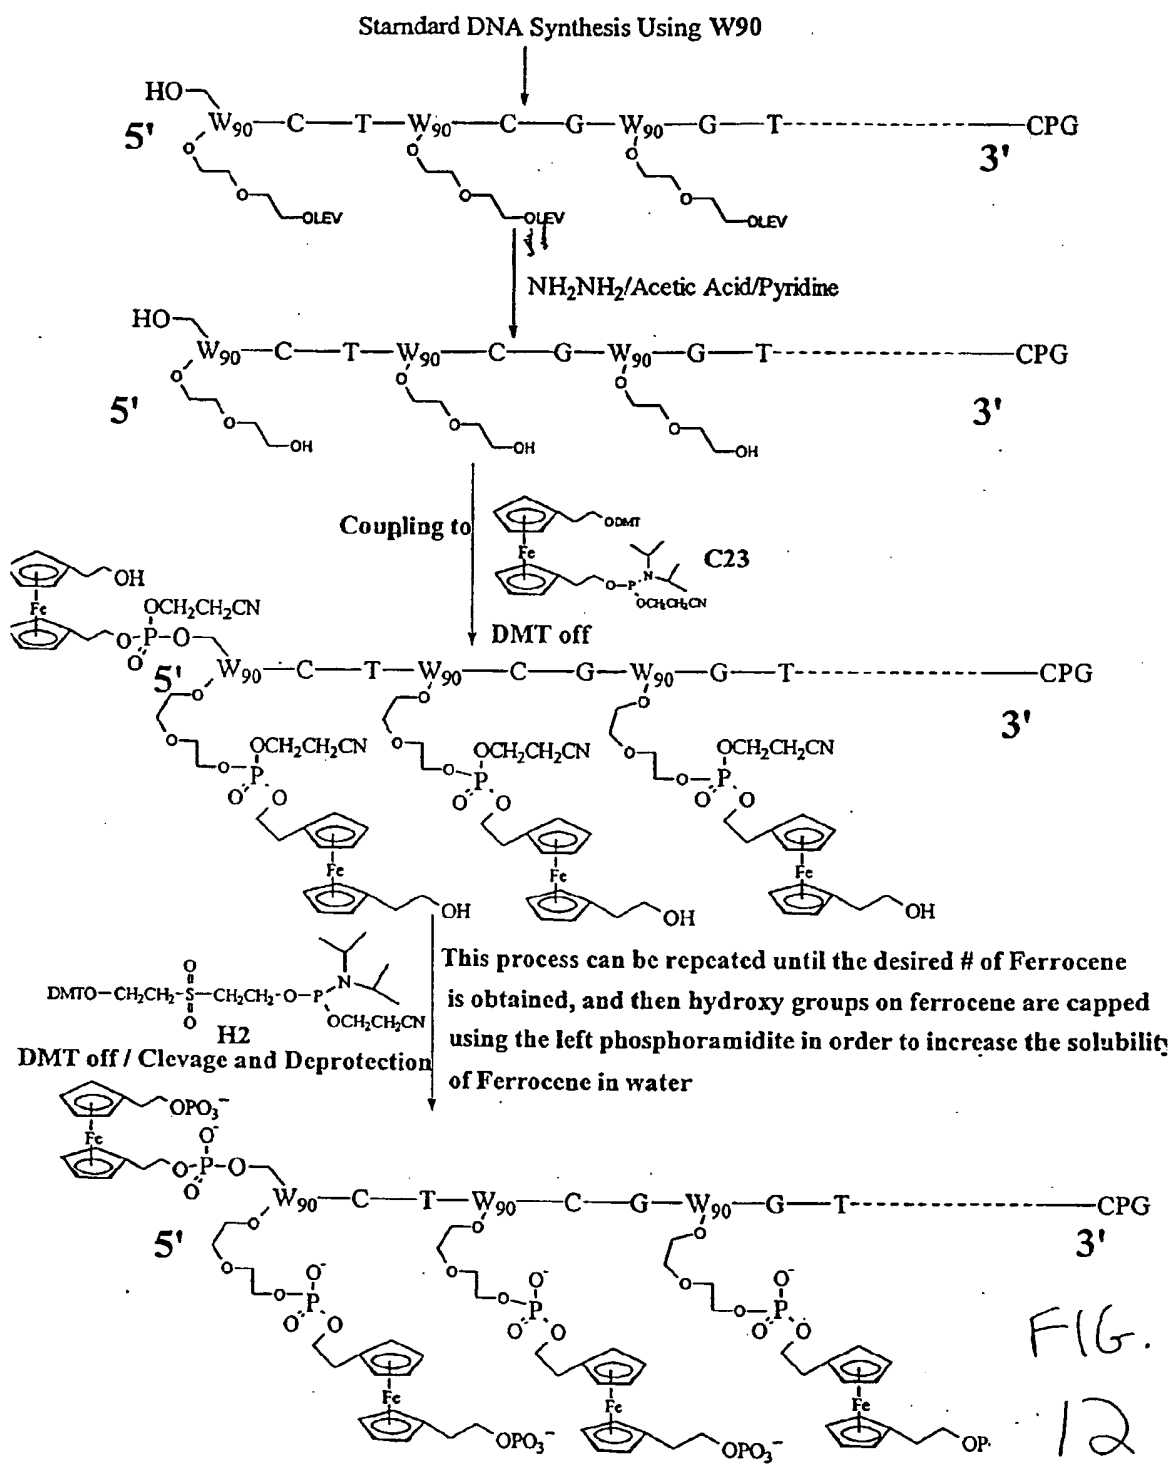 Starndard DNA Synthesis Using W90
HO
5' W90—C—T—W90—C—G—W90—G—T---CPG
3'
O O O
O O O
OLEV OLEV OLEV
NH2NH2/Acetic Acid/Pyridine
HO
W90—C—T—W90—C—G—W90—G—T---CPG
5' 3'
O O O
O O O
OH OH OH
Coupling to
ODMT
Fe
O—P N
OCH2CH2CN
C23
DMT off
OH
Fe
OCH2CH2CN
O—P—O
O
5' W90—C—T—W90—C—G—W90—G—T---CPG
3'
O O O
O O O
OCH2CH2CN OCH2CH2CN OCH2CH2CN
O—P O—P O—P
O O O O O O
Fe Fe Fe
OH OH OH
This process can be repeated until the desired # of Ferrocene
is obtained, and then hydroxy groups on ferrocene are capped
using the left phosphoramidite in order to increase the solubility
of Ferrocene in water
DMTO—CH2CH2—S—CH2CH2—O—P N
O
O
OCH2CH2CN
H2
DMT off / Clevage and Deprotection
OPO3-
Fe
O-
O—P—O
O
W90—C—T—W90—C—G—W90—G—T---CPG
5' 3'
O O O
O O O
O- O- O-
O—P O—P O—P
O O O O O O
Fe Fe Fe
OPO3- OPO3- OP
FIG.
12